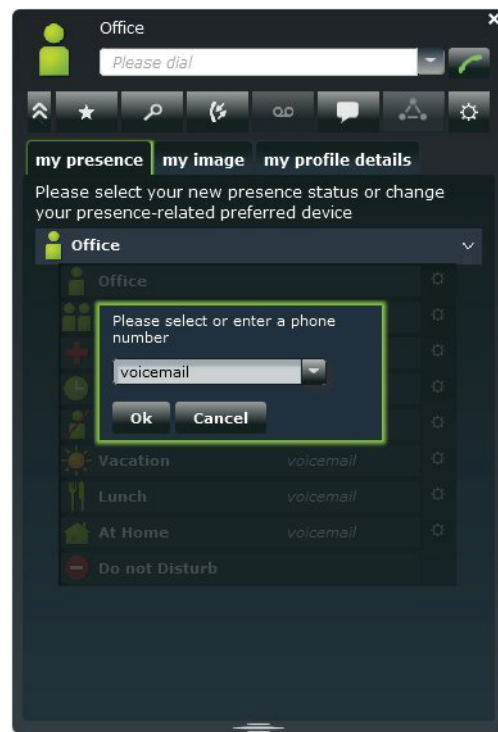 Office
Please dial
my presence my image my profile details
Please select your new presence status or change
your presence-related preferred device
Office
Office
Please select or enter a phone
number
voicemail
Ok Cancel
Vacation voicemail
Lunch voicemail
At Home voicemail
Do not Disturb